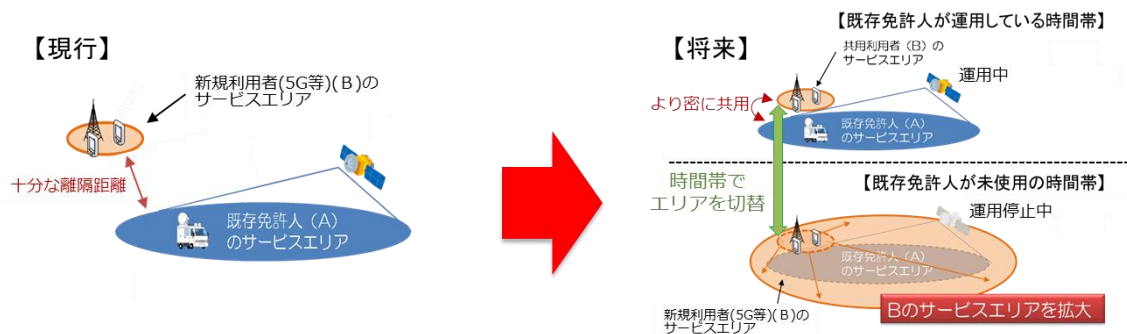 【現行】
新規利用者(5G等)(B)の
サービスエリア
十分な離隔距離
既存免許人(A)
のサービスエリア
【将来】
【既存免許人が運用している時間帯】
共用利用者(B)の
サービスエリア
運用中
より密に共用
既存免許人(A)
のサービスエリア
時間帯で
エリアを切替
【既存免許人が未使用の時間帯】
運用停止中
既存免許人(A)
のサービスエリア
新規利用者(5G等)(B)の
サービスエリア
Bのサービスエリアを拡大